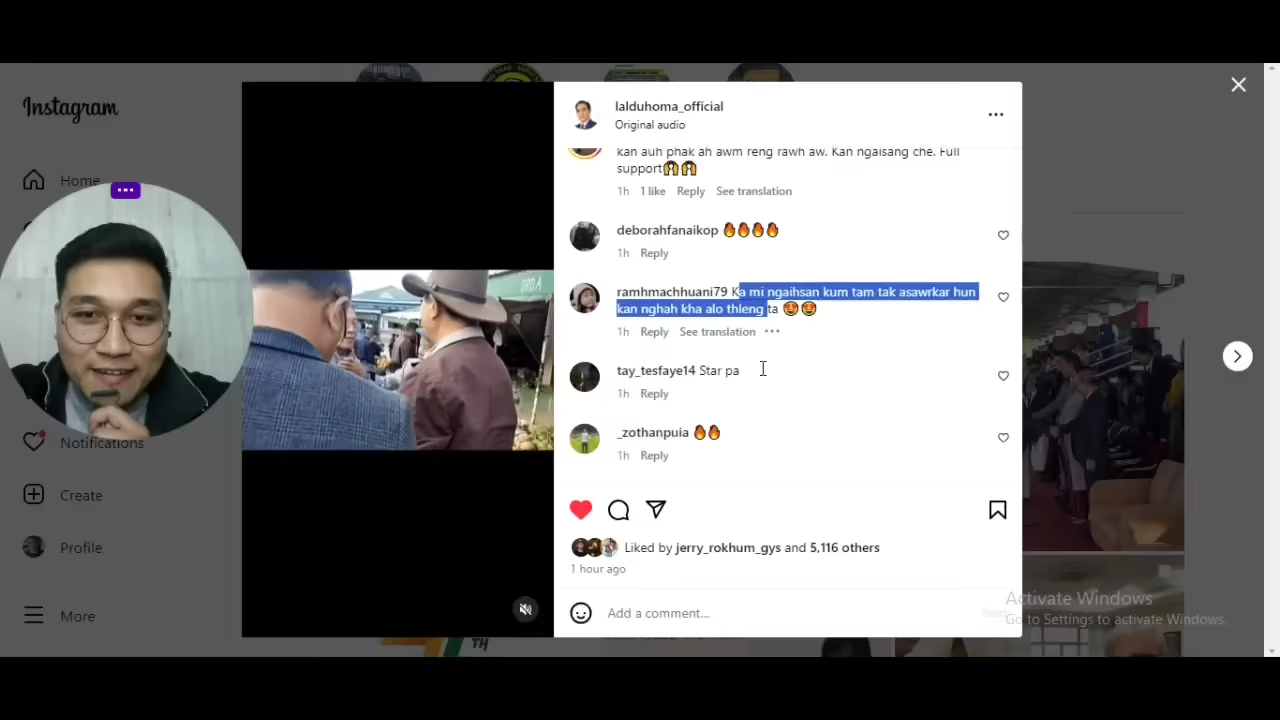 Instagram
lalduhoma_official
Original audio
kan auh phak ah awm reng rawh aw. Kan ngaisang che. Full
support🙌🙌
1h 1 like Reply See translation
Home
deborahfanaikop 🔥🔥🔥🔥
1h Reply
ramhmachhuani79 Ka mi ngaihsan kum tam tak asawrkar hun
kan nghah kha alo thleng ta 😍😍
1h Reply See translation •••
tay_tesfaye14 Star pa
1h Reply
_zothanpuia 🔥🔥
1h Reply
Notifications
Create
Profile
More
Liked by jerry_rokhum_gys and 5,116 others
1 hour ago
Add a comment...
Activate Windows
Go to Settings to activate Windows.
TH